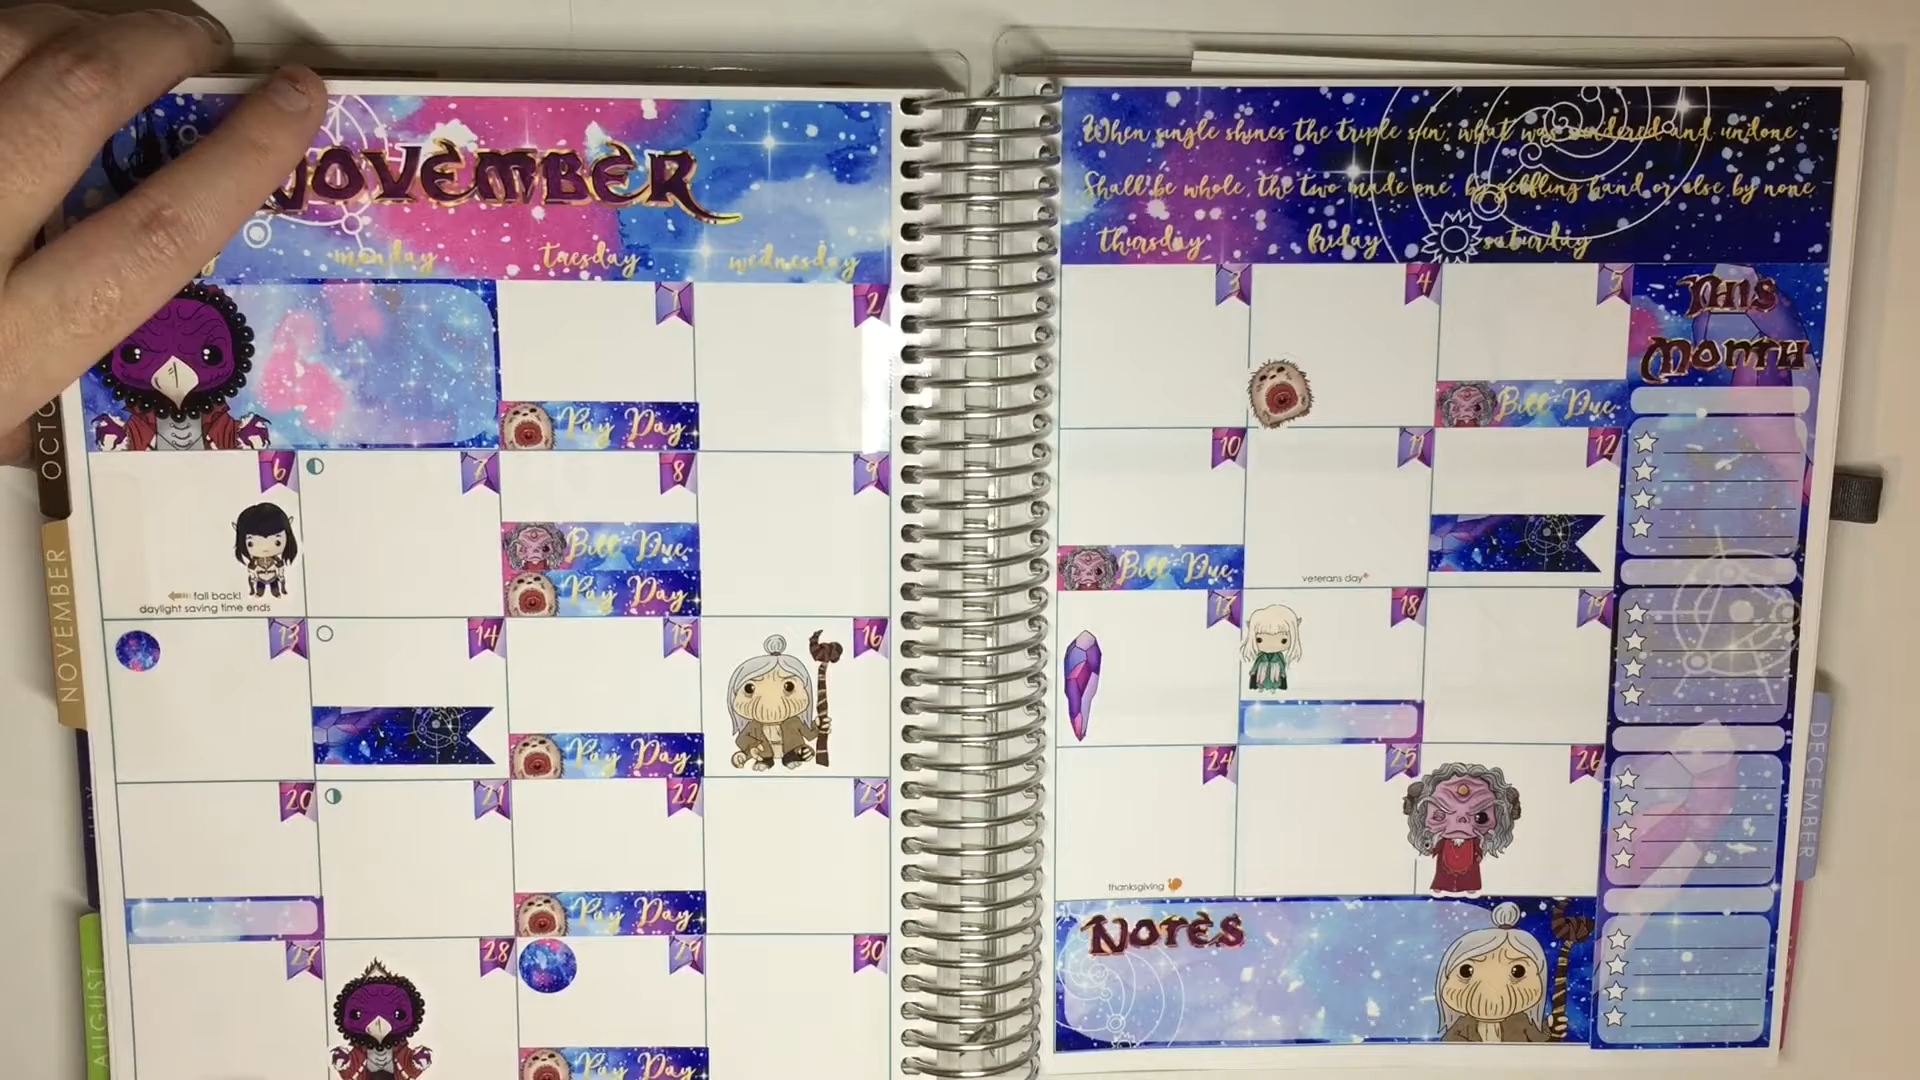 NOVEMBER
monday
tuesday
wednesday
When single shines the triple sun, what was sundered and undone
Shall be whole, the two made one, by gelfling hand or else by none
thursday
friday
saturday
THIS
MONTH
1
2
3
4
5
Pay Day
Bill Due
6
7
8
9
10
11
12
fall back!
daylight saving time ends
Bill Due
Pay Day
Bill Due
veterans day
13
14
15
16
17
18
19
Pay Day
20
21
22
23
24
25
26
Pay Day
thanksgiving
27
28
29
30
Pay Day
NOTES
NOVEMBER
AUGUST
DECEMBER